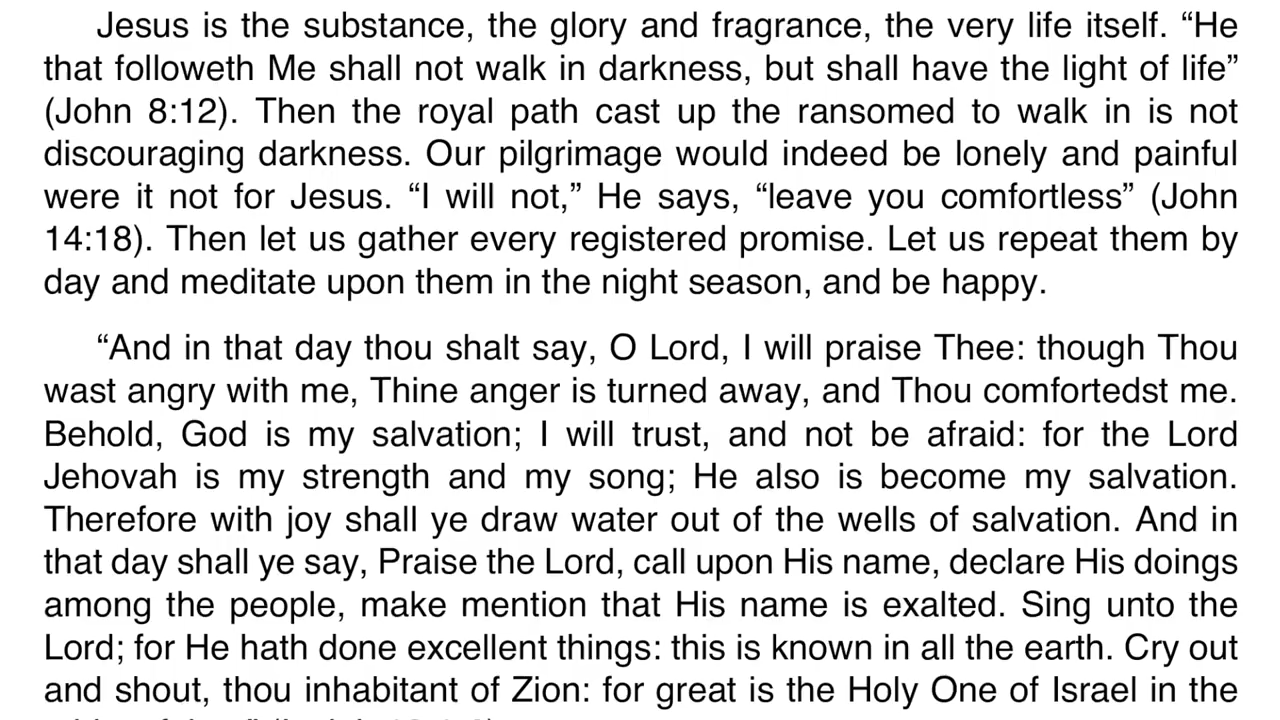 Jesus is the substance, the glory and fragrance, the very life itself. “He
that followeth Me shall not walk in darkness, but shall have the light of life”
(John 8:12). Then the royal path cast up the ransomed to walk in is not
discouraging darkness. Our pilgrimage would indeed be lonely and painful
were it not for Jesus. “I will not,” He says, “leave you comfortless” (John
14:18). Then let us gather every registered promise. Let us repeat them by
day and meditate upon them in the night season, and be happy.
“And in that day thou shalt say, O Lord, I will praise Thee: though Thou
wast angry with me, Thine anger is turned away, and Thou comfortedst me.
Behold, God is my salvation; I will trust, and not be afraid: for the Lord
Jehovah is my strength and my song; He also is become my salvation.
Therefore with joy shall ye draw water out of the wells of salvation. And in
that day shall ye say, Praise the Lord, call upon His name, declare His doings
among the people, make mention that His name is exalted. Sing unto the
Lord; for He hath done excellent things: this is known in all the earth. Cry out
and shout, thou inhabitant of Zion: for great is the Holy One of Israel in the